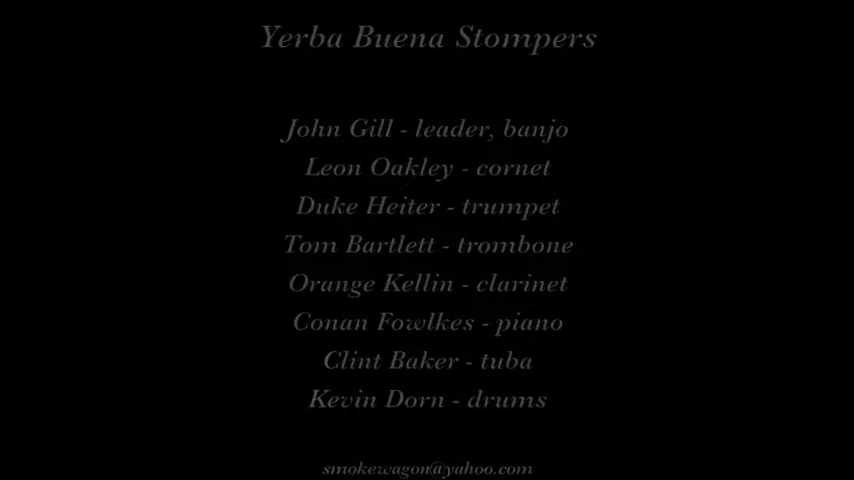 Yerba Buena Stompers
John Gill - leader, banjo
Leon Oakley - cornet
Duke Heiter - trumpet
Tom Bartlett - trombone
Orange Kellin - clarinet
Conan Fowlkes - piano
Clint Baker - tuba
Kevin Dorn - drums
smokewagon@yahoo.com